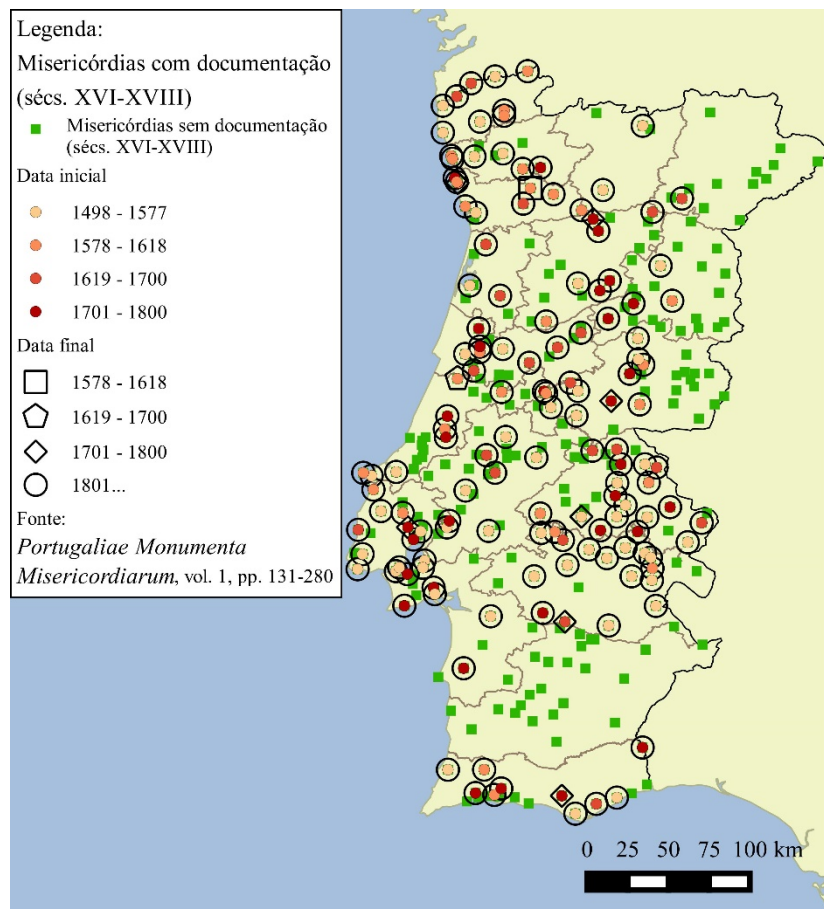 Legenda:
Misericórdias com documentação
(sécs. XVI-XVIII)
Misericórdias sem documentação
(sécs. XVI-XVIII)
Data inicial
1498 - 1577
1578 - 1618
1619 - 1700
1701 - 1800
Data final
1578 - 1618
1619 - 1700
1701 - 1800
1801...
Fonte:
Portugaliae Monumenta
Misericordiarum, vol. 1, pp. 131-280
0 25 50 75 100 km